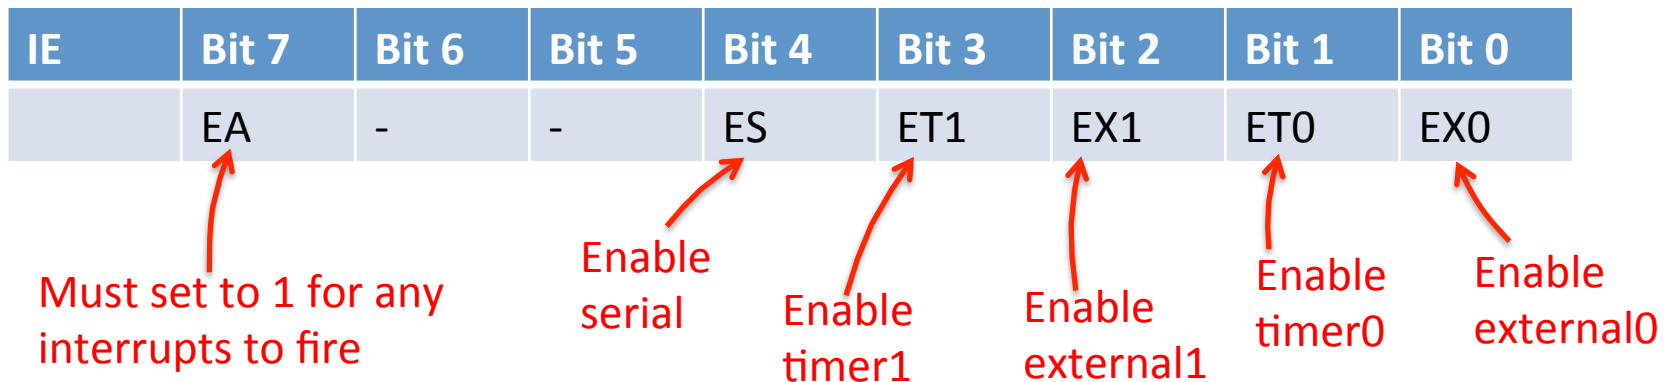 IE Bit 7 Bit 6 Bit 5 Bit 4 Bit 3 Bit 2 Bit 1 Bit 0
EA - - ES ET1 EX1 ET0 EX0
Must set to 1 for any
interrupts to fire
Enable
serial
Enable
timer1
Enable
external1
Enable
timer0
Enable
external0